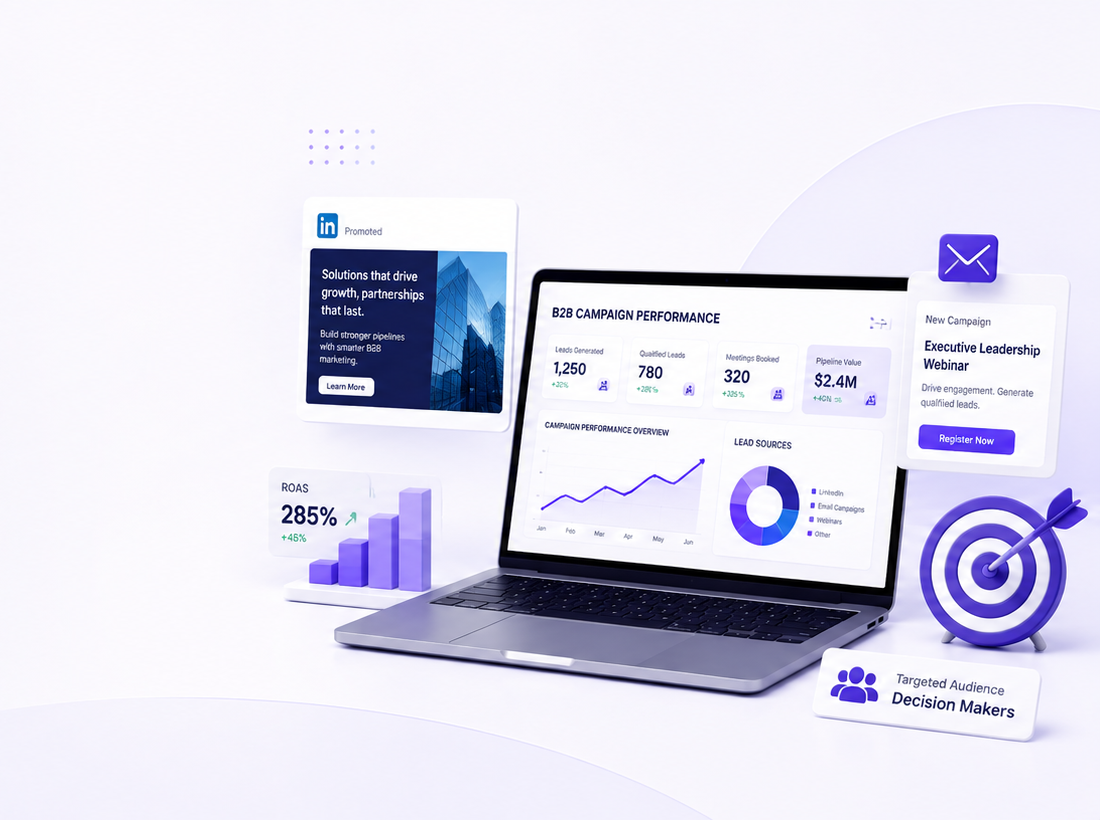 in Promoted
Solutions that drive
growth, partnerships
that last.
Build stronger pipelines
with smarter B2B
marketing.
Learn More
ROAS
285%
+45%
B2B CAMPAIGN PERFORMANCE
Leads Generated
1,250
Qualified Leads
780
Meetings Booked
320
Pipeline Value
$2.4M
CAMPAIGN PERFORMANCE OVERVIEW
Jan Feb Mar Apr May Jun
LEAD SOURCES
LinkedIn
Email Campaigns
Webinars
Other
New Campaign
Executive Leadership
Webinar
Drive engagement. Generate
qualified leads.
Register Now
Targeted Audience
Decision Makers